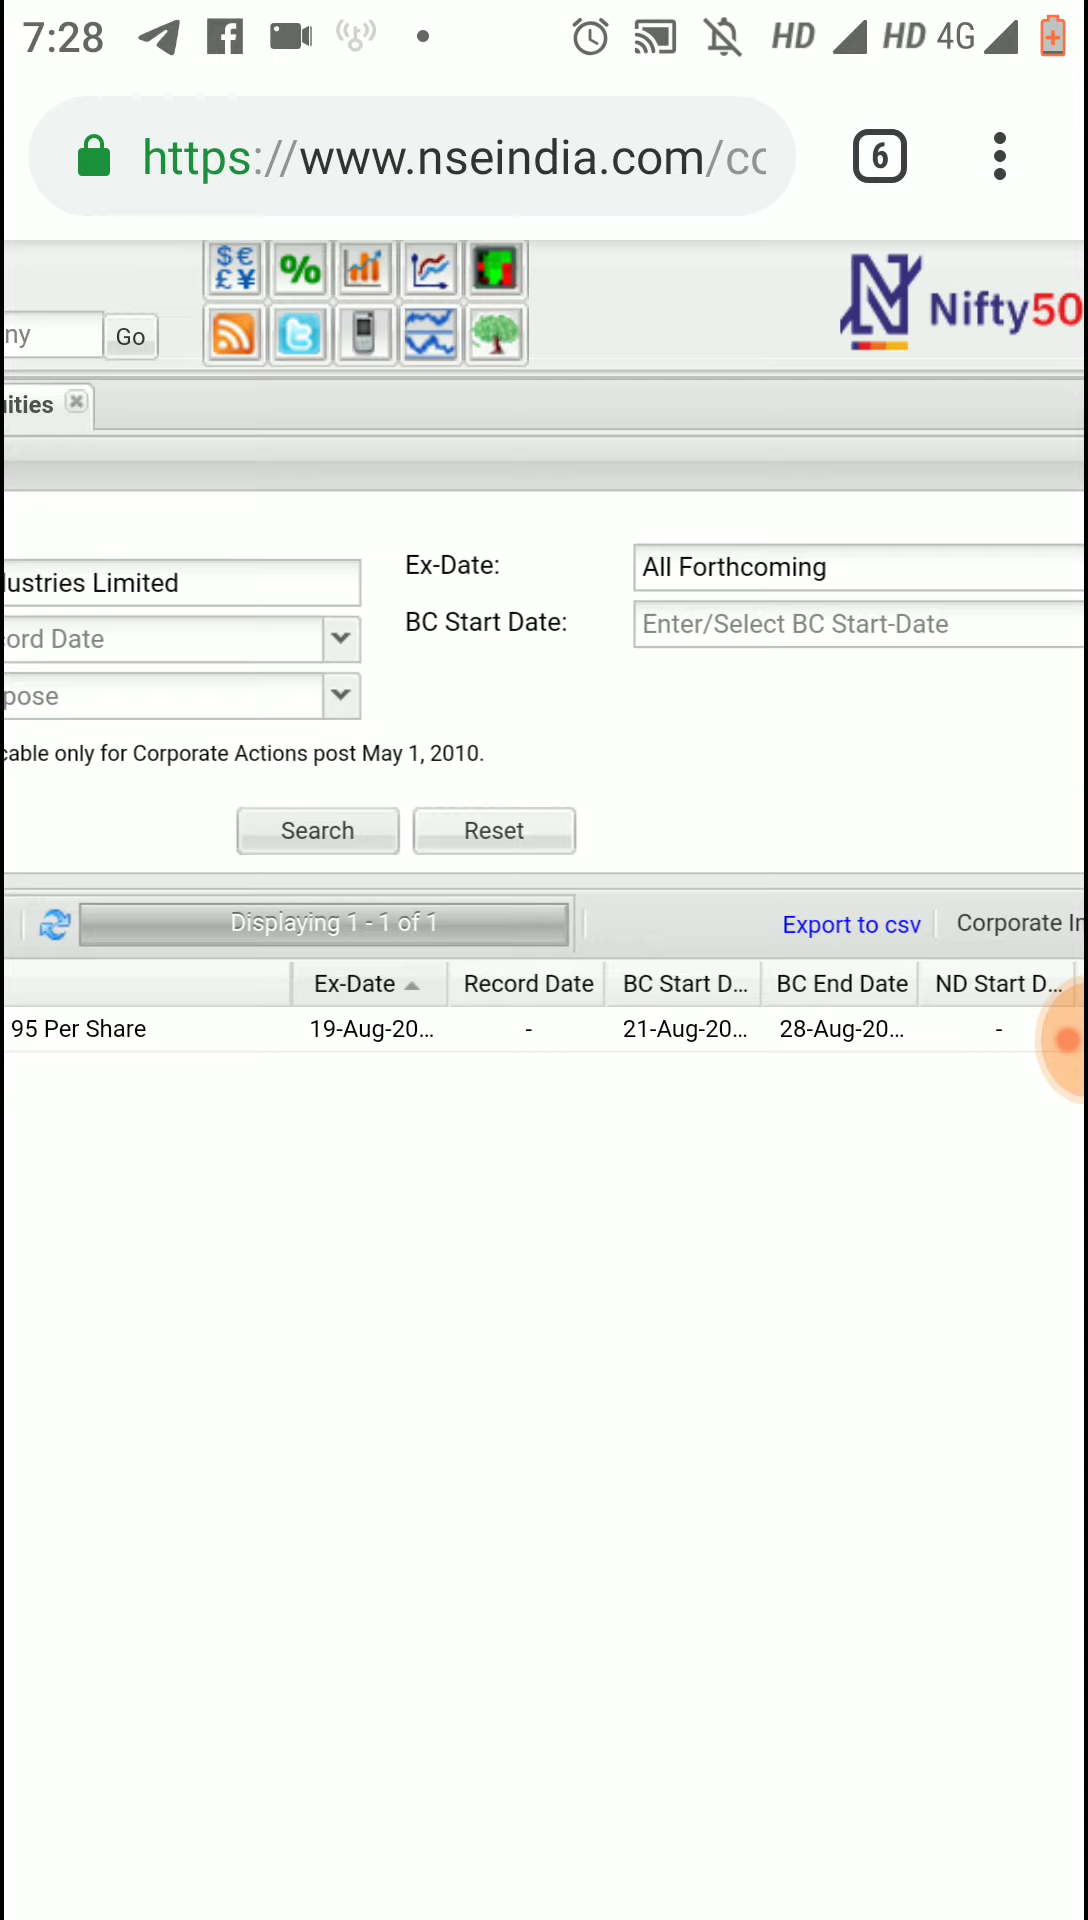 7:28 HD HD 4G
https://www.nseindia.com/cc 6
$€
£¥ %
ny Go
Nifty50
ities
Ex-Date: All Forthcoming
dustries Limited
BC Start Date: Enter/Select BC Start-Date
cord Date
pose
cable only for Corporate Actions post May 1, 2010.
Search Reset
Displaying 1 - 1 of 1 Export to csv Corporate In
Ex-Date Record Date BC Start D... BC End Date ND Start D...
95 Per Share 19-Aug-20... - 21-Aug-20... 28-Aug-20... -